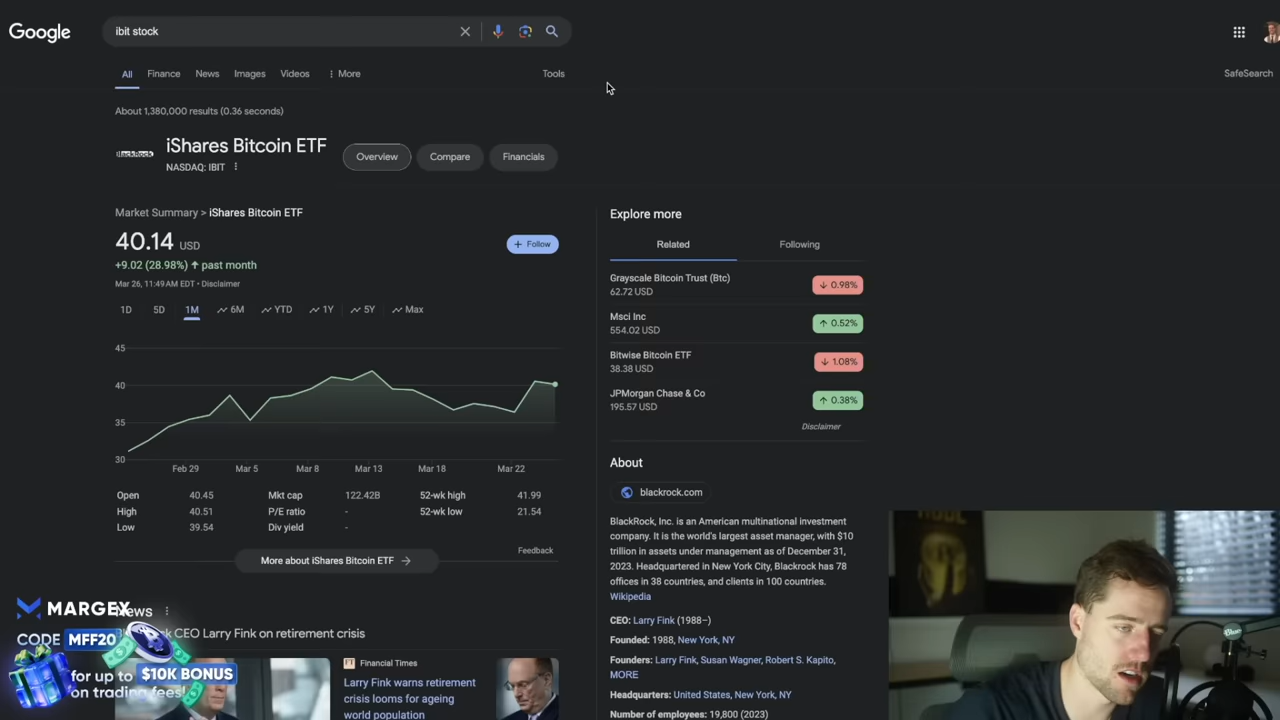 Google
ibit stock
All
Finance
News
Images
Videos
More
Tools
SafeSearch
About 1,380,000 results (0.36 seconds)
BlackRock
iShares Bitcoin ETF
NASDAQ: IBIT
Overview
Compare
Financials
Market Summary > iShares Bitcoin ETF
40.14 USD
+ Follow
+9.02 (28.98%) ↑ past month
Mar 26, 11:49 AM EDT • Disclaimer
1D
5D
1M
6M
YTD
1Y
5Y
Max
45
40
35
30
Feb 29
Mar 5
Mar 8
Mar 13
Mar 18
Mar 22
Open 40.45 Mkt cap 122.42B 52-wk high 41.99
High 40.51 P/E ratio - 52-wk low 21.54
Low 39.54 Div yield -
Feedback
More about iShares Bitcoin ETF →
News
CEO Larry Fink on retirement crisis
Financial Times
Larry Fink warns retirement
crisis looms for ageing
world population
MARGEX
CODE MFF20
for up to $10K BONUS
on trading fees!
Explore more
Related
Following
Grayscale Bitcoin Trust (Btc)
62.72 USD
↓ 0.98%
Msci Inc
554.02 USD
↑ 0.52%
Bitwise Bitcoin ETF
38.38 USD
↓ 1.08%
JPMorgan Chase & Co
195.57 USD
↑ 0.38%
Disclaimer
About
blackrock.com
BlackRock, Inc. is an American multinational investment
company. It is the world's largest asset manager, with $10
trillion in assets under management as of December 31,
2023. Headquartered in New York City, Blackrock has 78
offices in 38 countries, and clients in 100 countries.
Wikipedia
CEO: Larry Fink (1988–)
Founded: 1988, New York, NY
Founders: Larry Fink, Susan Wagner, Robert S. Kapito,
MORE
Headquarters: United States, New York, NY
Number of employees: 19,800 (2023)